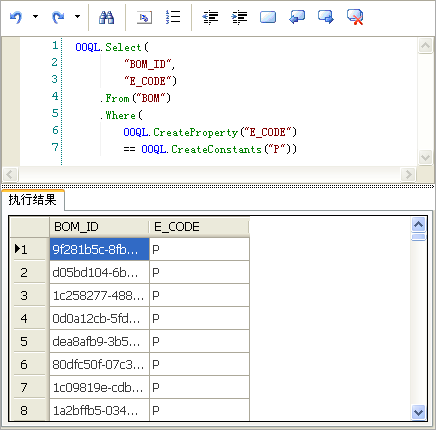 1 OOQL.Select(
2 "BOM_ID",
3 "E_CODE")
4 .From("BOM")
5 .Where(
6 OOQL.CreateProperty("E_CODE")
7 == OOQL.CreateConstants("P"))
执行结果
BOM_ID E_CODE
1 9f281b5c-8fb... P
2 d05bd104-6b... P
3 1c258277-488... P
4 0d0a12cb-5fd... P
5 dea8afb9-3b5... P
6 80dfc50f-07c3... P
7 1c09819e-cdb... P
8 1a2bffb5-034... P